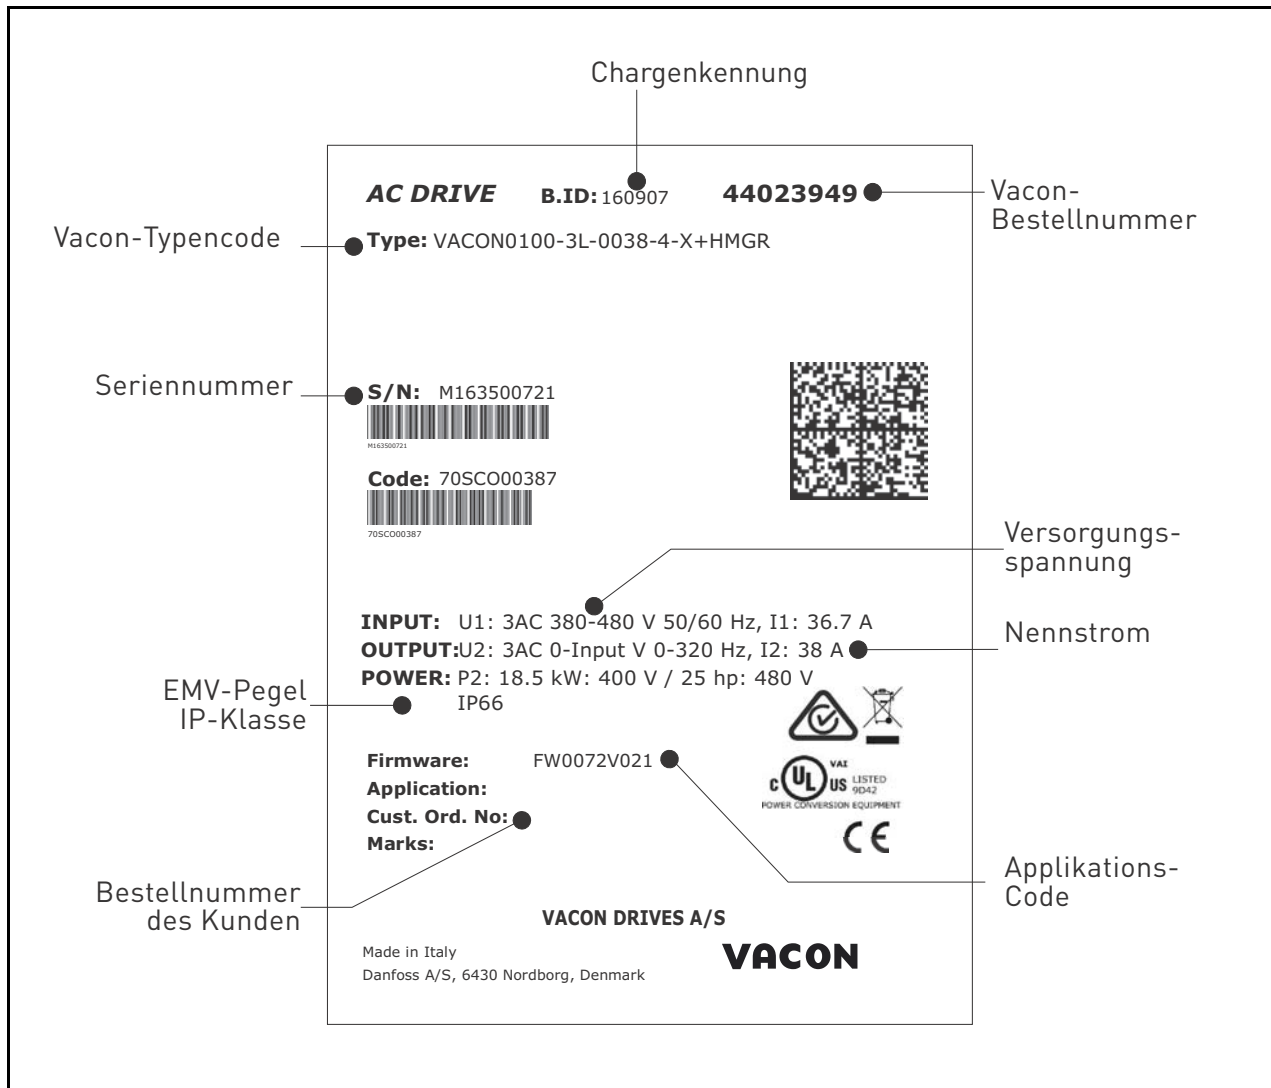 Chargenkennung
AC DRIVE B.ID: 160907 44023949
Vacon-
Bestellnummer
Vacon-Typencode
Type: VACON0100-3L-0038-4-X+HMGR
Seriennummer
S/N: M163500721
M163500721
Code: 70SCO00387
70SCO00387
Versorgungs-
spannung
INPUT: U1: 3AC 380-480 V 50/60 Hz, I1: 36.7 A
OUTPUT: U2: 3AC 0-Input V 0-320 Hz, I2: 38 A
Nennstrom
POWER: P2: 18.5 kW: 400 V / 25 hp: 480 V
IP66
EMV-Pegel
IP-Klasse
Firmware: FW0072V021
Application:
Cust. Ord. No:
Marks:
C UL US VAI LISTED
9D42
POWER CONVERSION EQUIPMENT
CE
Applikations-
Code
Bestellnummer
des Kunden
VACON DRIVES A/S
Made in Italy
Danfoss A/S, 6430 Nordborg, Denmark
VACON